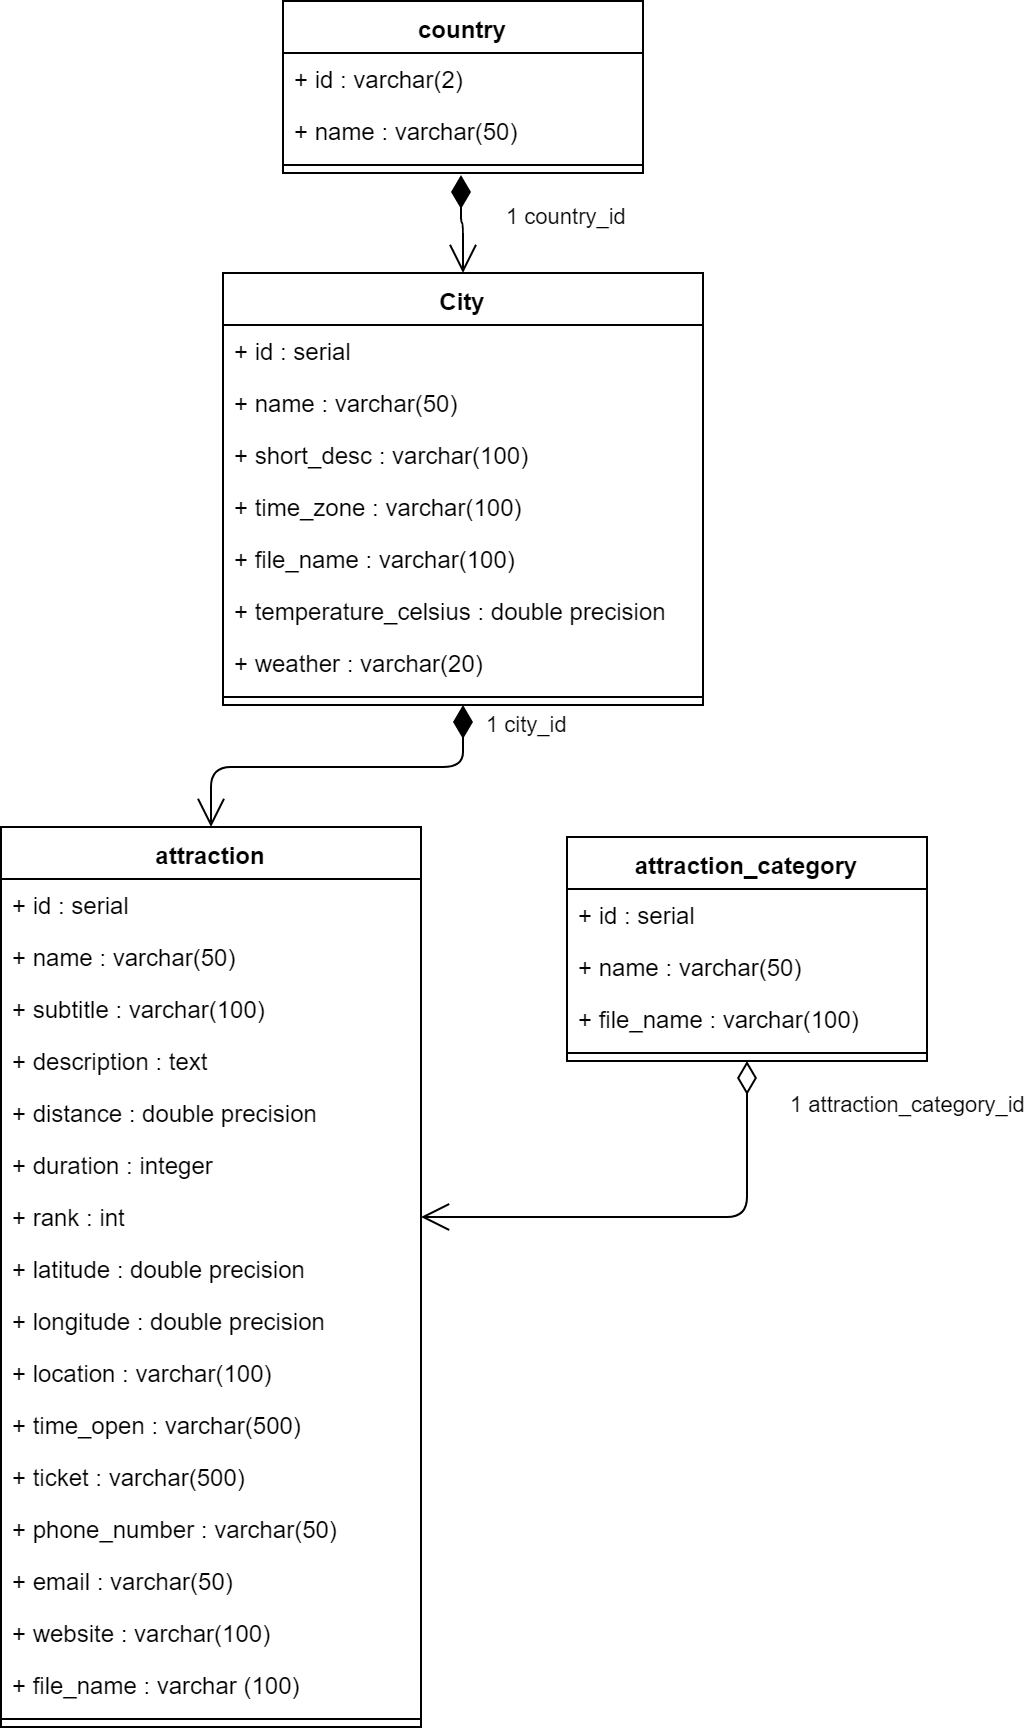 country
+ id : varchar(2)
+ name : varchar(50)
1 country_id
City
+ id : serial
+ name : varchar(50)
+ short_desc : varchar(100)
+ time_zone : varchar(100)
+ file_name : varchar(100)
+ temperature_celsius : double precision
+ weather : varchar(20)
1 city_id
attraction
+ id : serial
+ name : varchar(50)
+ subtitle : varchar(100)
+ description : text
+ distance : double precision
+ duration : integer
+ rank : int
+ latitude : double precision
+ longitude : double precision
+ location : varchar(100)
+ time_open : varchar(500)
+ ticket : varchar(500)
+ phone_number : varchar(50)
+ email : varchar(50)
+ website : varchar(100)
+ file_name : varchar (100)
attraction_category
+ id : serial
+ name : varchar(50)
+ file_name : varchar(100)
1 attraction_category_id